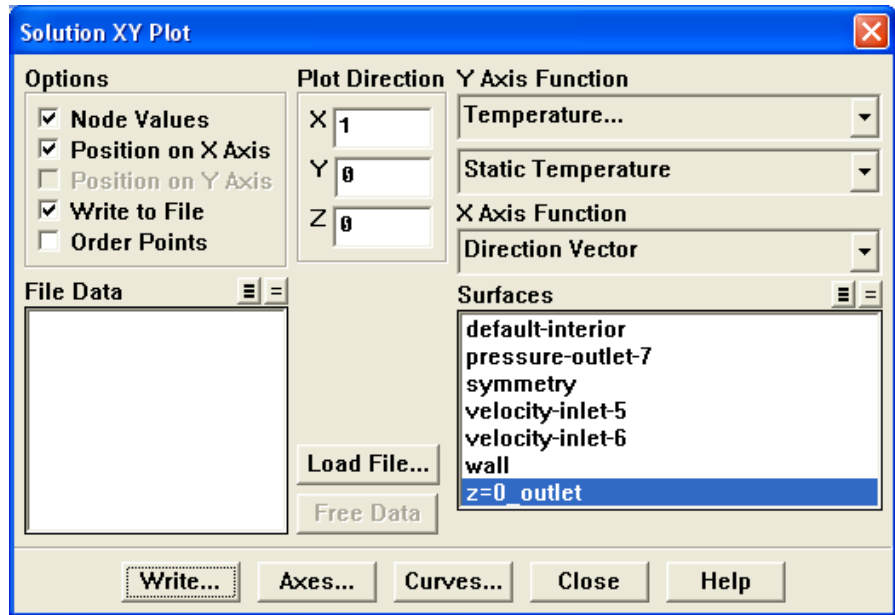 Solution XY Plot
Options
Node Values
Position on X Axis
Position on Y Axis
Write to File
Order Points
Plot Direction
X 1
Y 0
Z 0
Y Axis Function
Temperature...
Static Temperature
X Axis Function
Direction Vector
File Data
Surfaces
default-interior
pressure-outlet-7
symmetry
velocity-inlet-5
velocity-inlet-6
wall
z=0_outlet
Load File...
Free Data
Write...
Axes...
Curves...
Close
Help